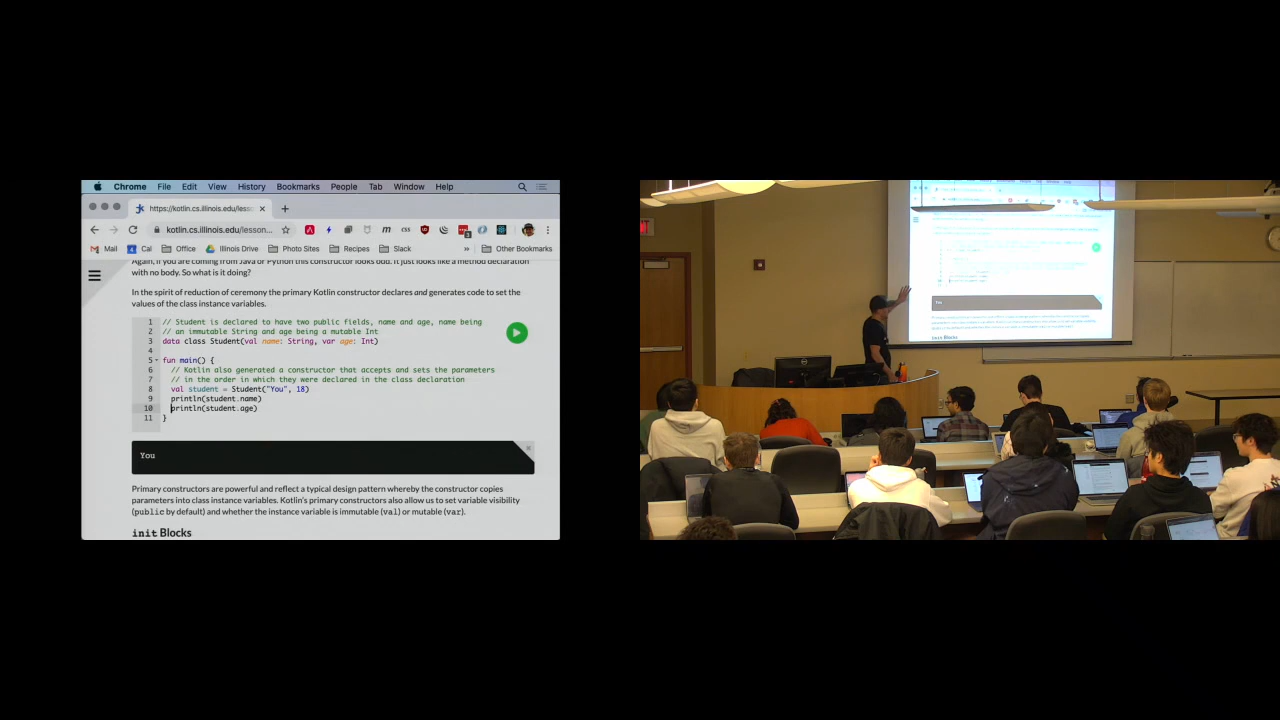 Chrome File Edit View History Bookmarks People Tab Window Help
https://kotlin.cs.illinois.edu/lesso
kotlin.cs.illinois.edu/lesson...
Mail Cal Office Illinois Drive Photo Sites Recipes Slack » Other Bookmarks
Again, if you are coming from Java or Python this constructor looks odd. It just looks like a method declaration
with no body. So what is it doing?
In the spirit of reduction of ceremony the primary Kotlin constructor declares and generates code to set the
values of the class instance variables.
1 // Student is declared to have two public fields, name and age, name being
2 // an immutable String and age being a mutable Int
3 data class Student(val name: String, var age: Int)
4
5 fun main() {
6 // Kotlin also generated a constructor that accepts and sets the parameters
7 // in the order in which they were declared in the class declaration
8 val student = Student("You", 18)
9 println(student.name)
10 println(student.age)
11 }
You
Primary constructors are powerful and reflect a typical design pattern whereby the constructor copies
parameters into class instance variables. Kotlin's primary constructors also allow us to set variable visibility
(public by default) and whether the instance variable is immutable (val) or mutable (var).
init Blocks
You
init Blocks